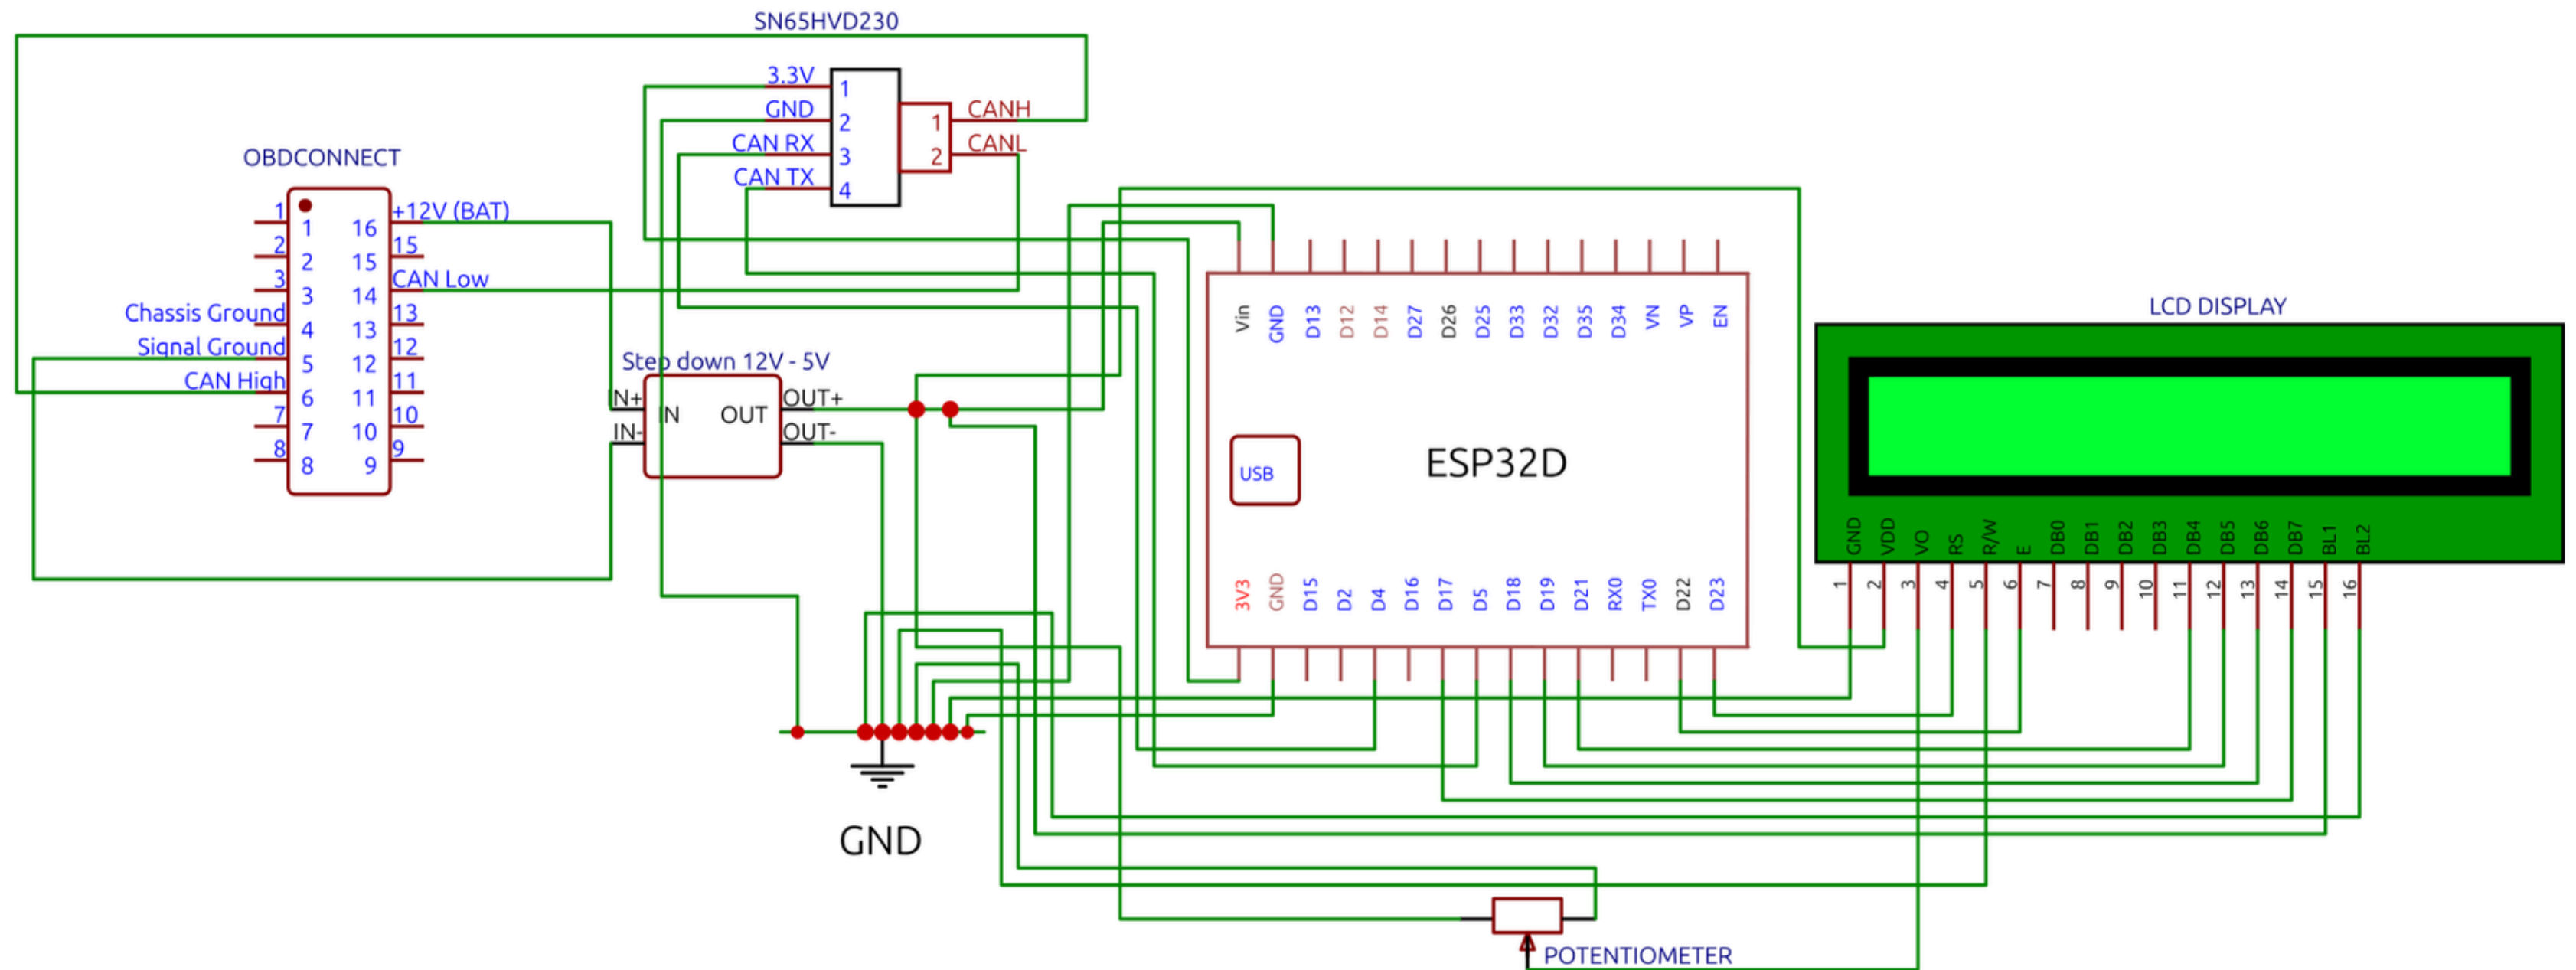 SN65HVD230
3.3V
GND
CAN RX
CAN TX
1
2
3
4
1
2
CANH
CANL
OBDCONNECT
1
2
3
Chassis Ground
Signal Ground
CAN High
7
8
1 16
2 15
3 14
4 13
5 12
6 11
7 10
8 9
+12V (BAT)
15
CAN Low
13
12
11
10
9
Step down 12V - 5V
IN+
IN-
IN OUT
OUT+
OUT-
GND
Vin GND D13 D12 D14 D27 D26 D25 D33 D32 D35 D34 VN VP EN
USB
ESP32D
3V3 GND D15 D2 D4 D16 D17 D5 D18 D19 D21 RX0 TX0 D22 D23
LCD DISPLAY
GND VDD VO RS R/W E DB0 DB1 DB2 DB3 DB4 DB5 DB6 DB7 BL1 BL2
1 2 3 4 5 6 7 8 9 10 11 12 13 14 15 16
POTENTIOMETER